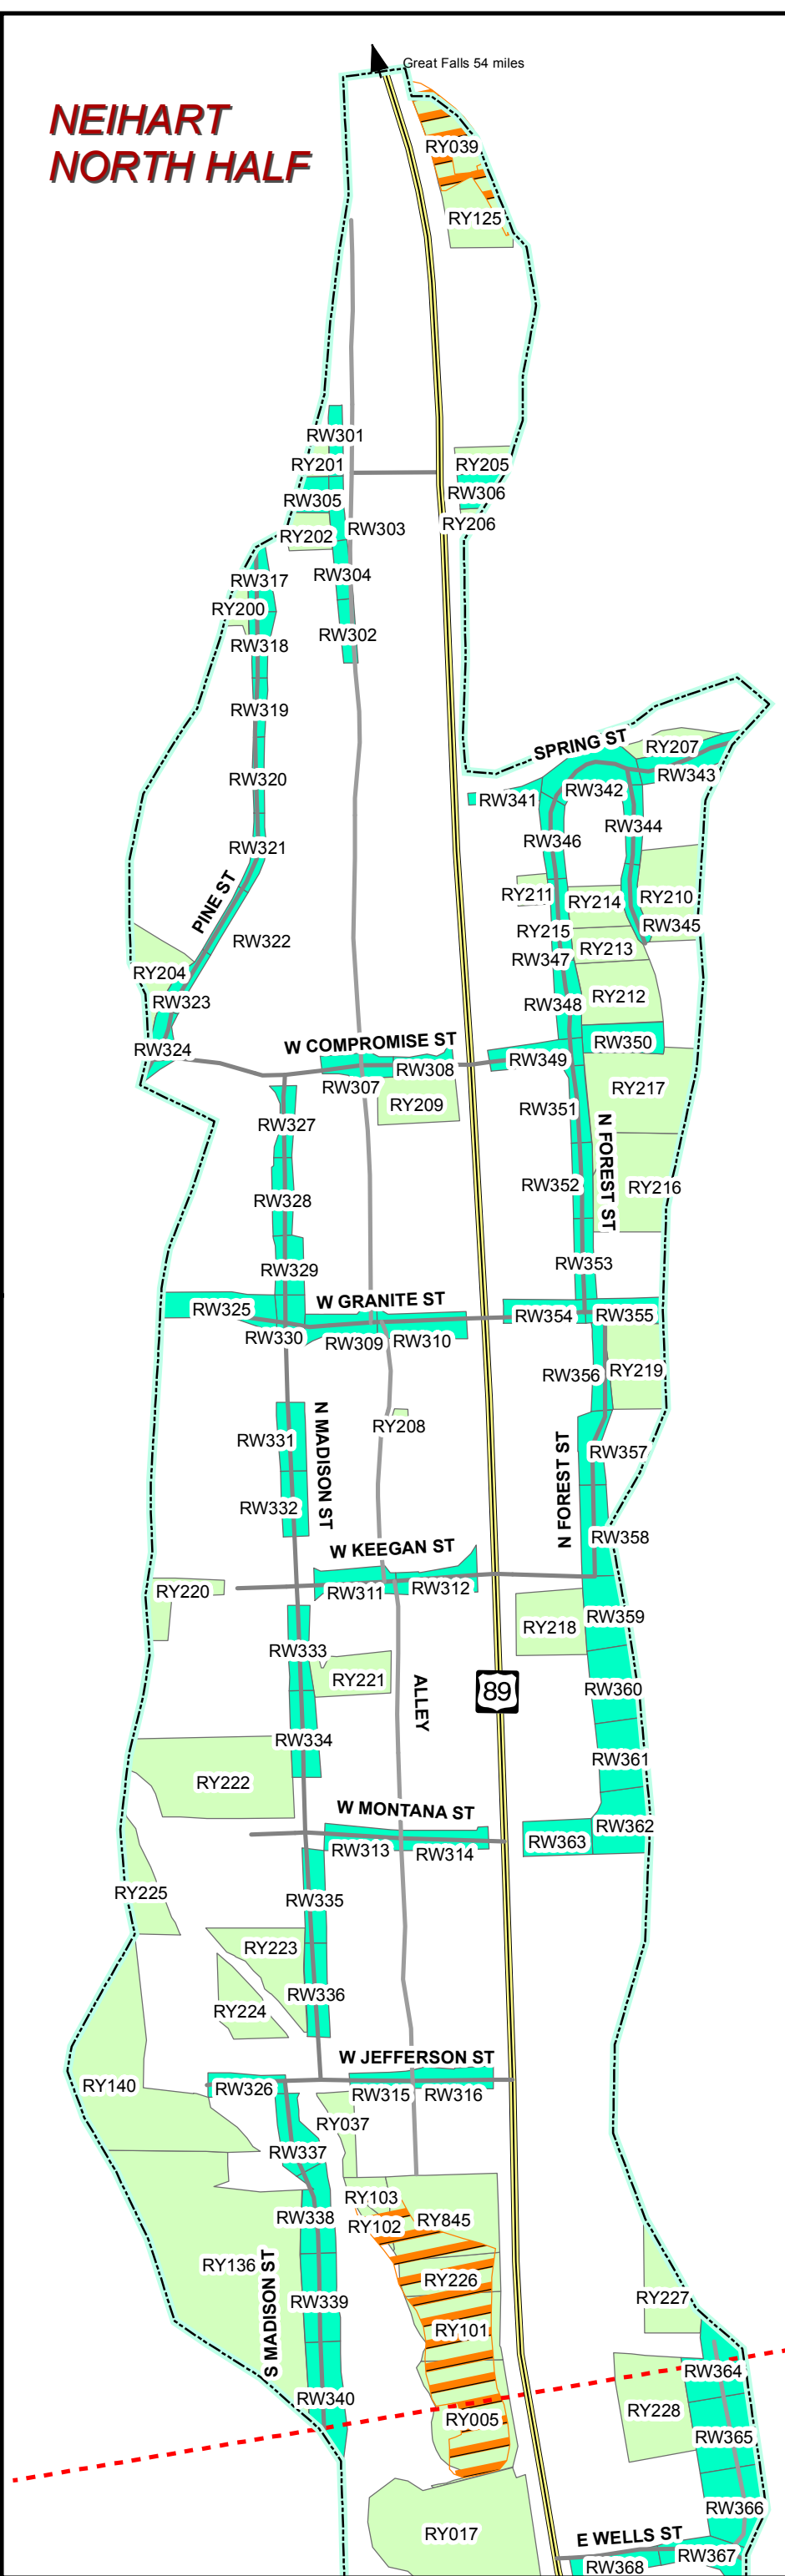 Great Falls 54 miles
NEIHART
NORTH HALF
RY039
RY125
RW301
RY201
RY205
RW305
RW306
RW303
RY206
RY202
RW304
RW317
RY200
RW302
RW318
RW319
SPRING ST
RY207
RW343
RW320
RW342
RW341
RW344
RW346
RW321
PINE ST
RY211
RY214
RY210
RW345
RY215
RW322
RY213
RW347
RY204
RY212
RW323
RW348
W COMPROMISE ST
RW350
RW324
RW349
RW308
RW307
RY217
RY209
RW351
RW327
N FOREST ST
RW352
RY216
RW328
RW353
RW329
W GRANITE ST
RW325
RW354
RW355
RW330
RW309
RW310
RY219
RW356
RY208
RW331
N MADISON ST
RW357
N FOREST ST
RW332
RW358
W KEEGAN ST
RY220
RW311
RW312
RW359
RY218
RW333
RY221
RW360
89
ALLEY
RW334
RW361
RY222
W MONTANA ST
RW362
RW363
RW313
RW314
RY225
RW335
RY223
RW336
RY224
W JEFFERSON ST
RY140
RW326
RW315
RW316
RY037
RW337
RY103
RW338
RY845
RY102
RY136
RY226
RY227
S MADISON ST
RW339
RY101
RW364
RW340
RY228
RY005
RW365
RW366
RY017
E WELLS ST
RW367
RW368